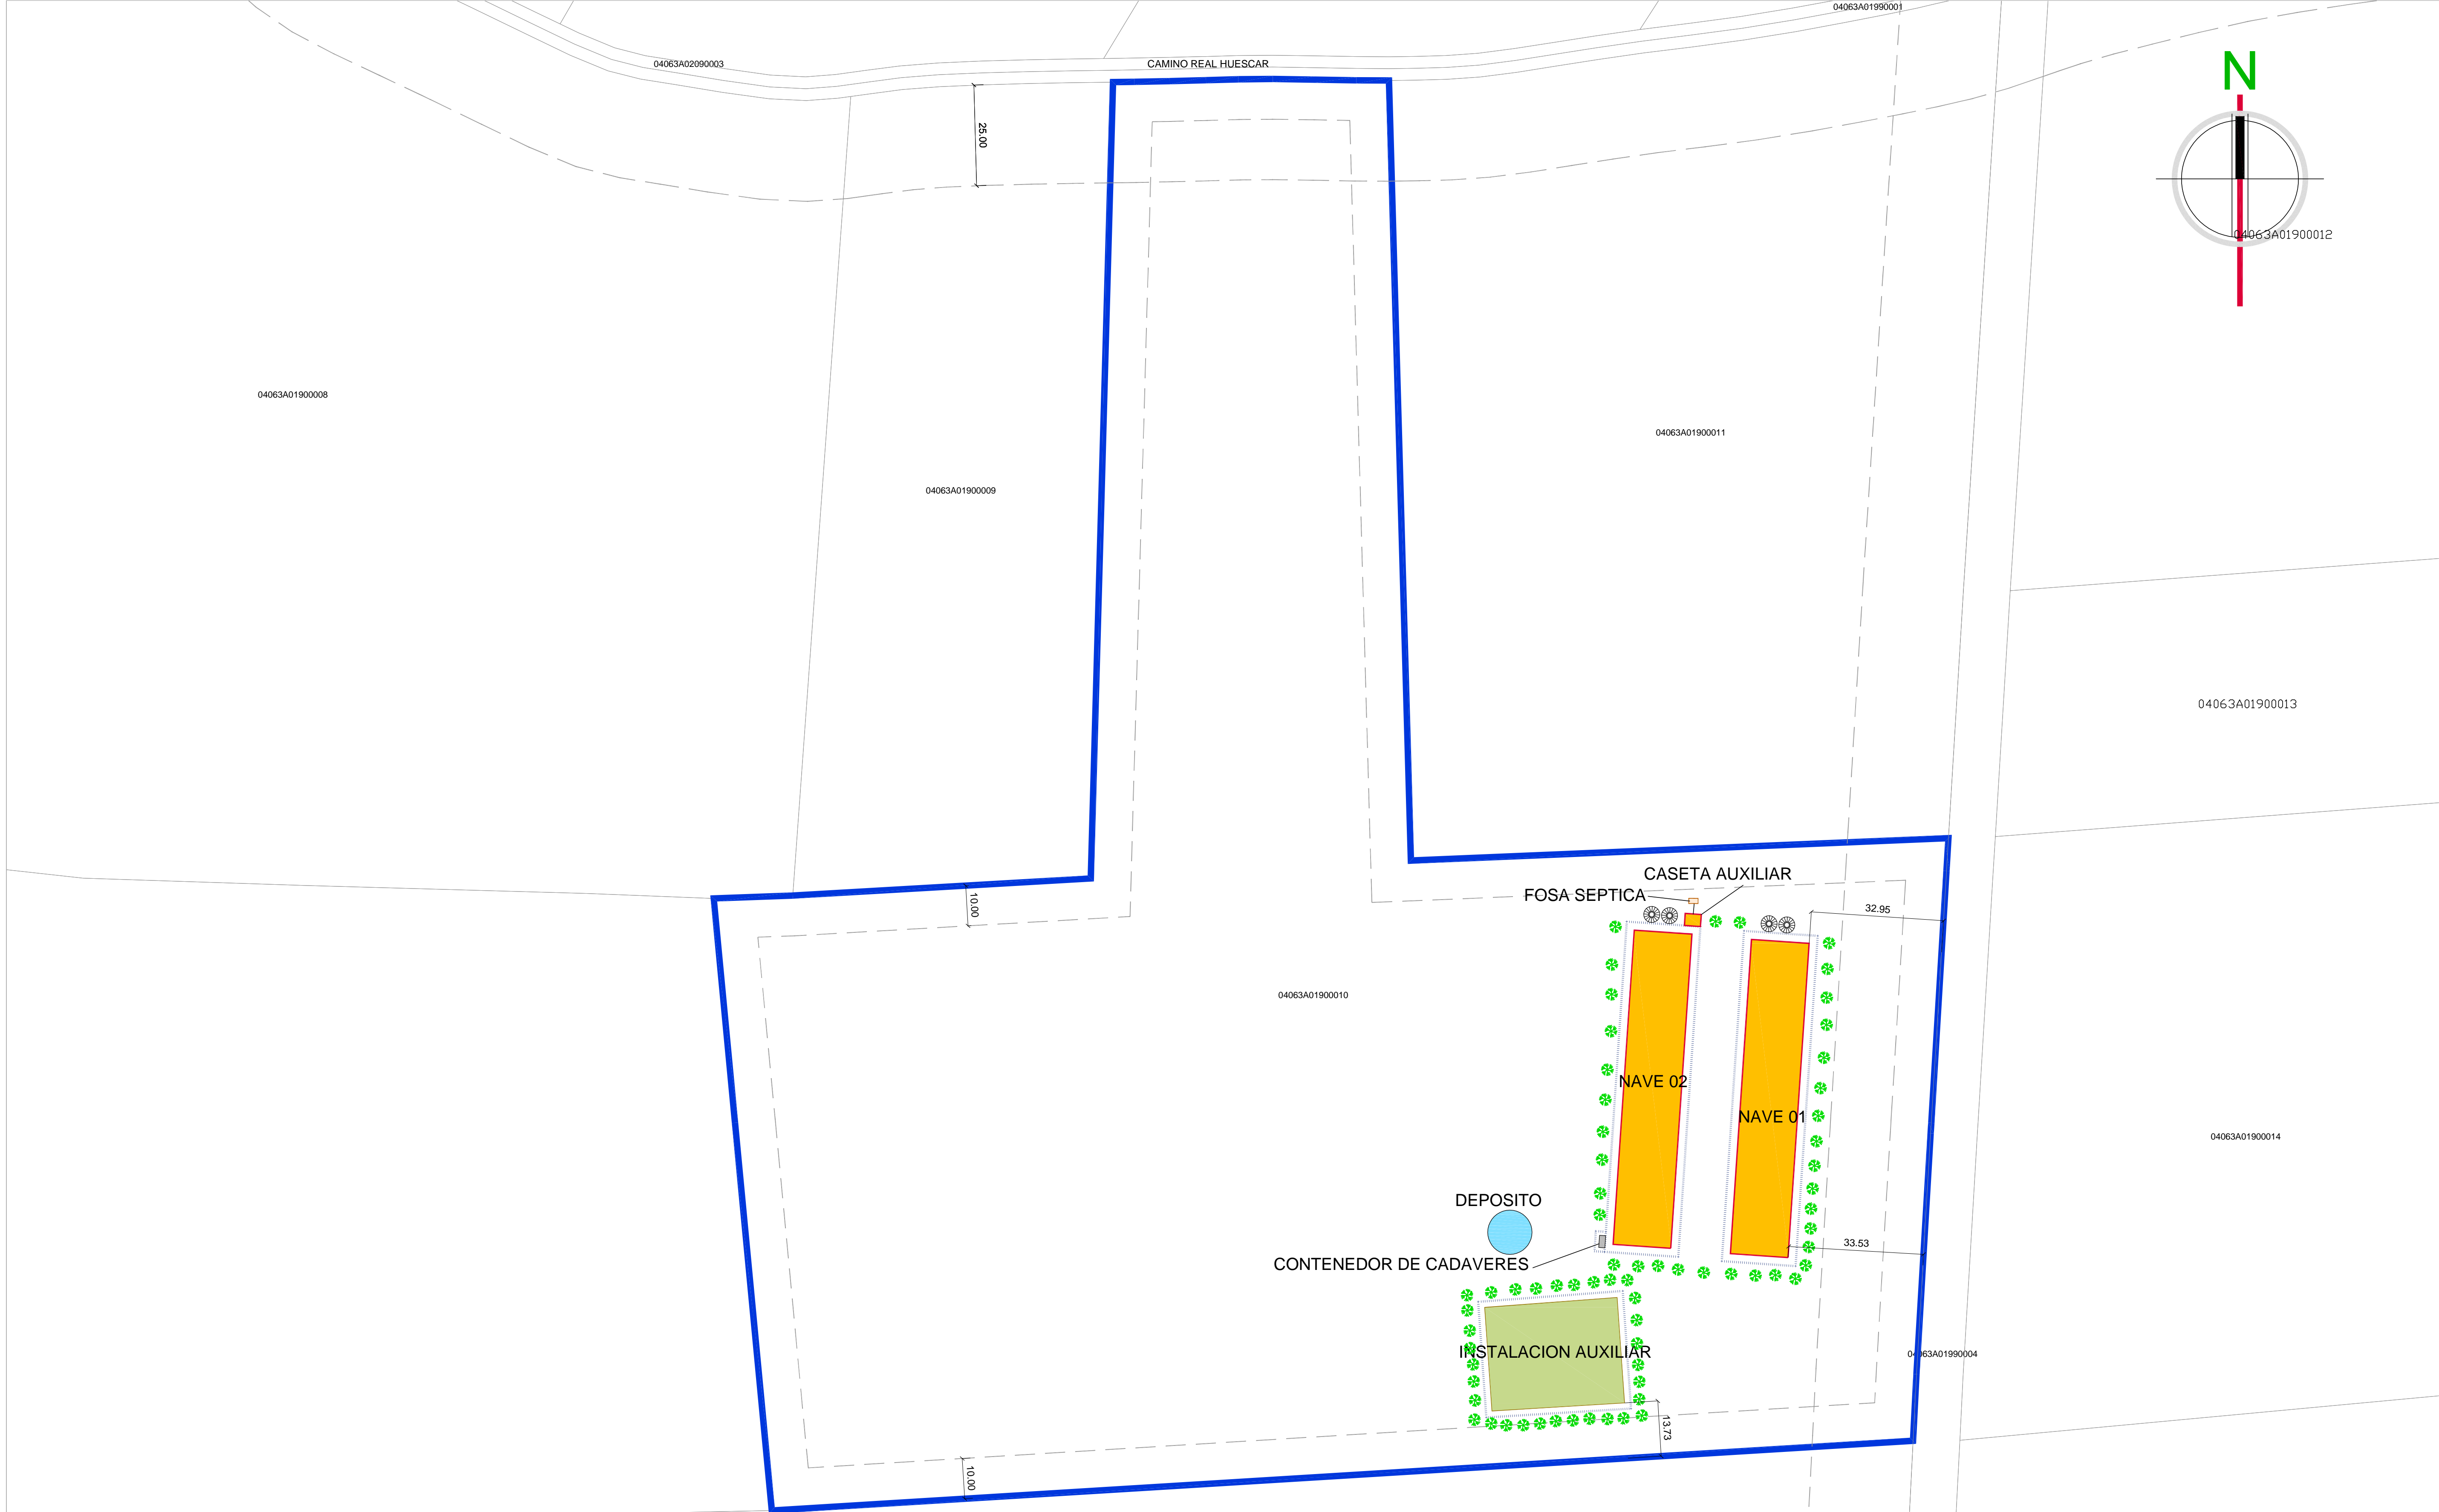 04063A01990001
04063A02090003
CAMINO REAL HUESCAR
N
25.00
04063A01900012
04063A01900008
04063A01900011
04063A01900009
04063A01900013
CASETA AUXILIAR
FOSA SEPTICA
10.00
32.95
04063A01900010
NAVE 02
NAVE 01
04063A01900014
DEPOSITO
33.53
CONTENEDOR DE CADAVERES
INSTALACION AUXILIAR
04063A01990004
13.73
10.00